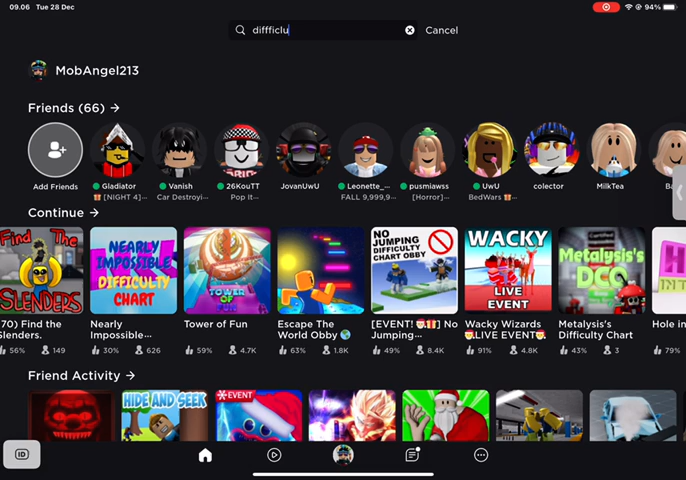 09.06 Tue 28 Dec
94%
diffficlu
Cancel
MobAngel213
Friends (66) →
Add Friends
Gladiator
[NIGHT 4]...
Vanish
Car Destroyi...
26KouTT
Pop It...
JovanUwU
Leonette_...
FALL 9,999,9...
pusmiawss
[Horror]...
UwU
BedWars
colector
MilkTea
Ba
Continue →
Find The
SLENDERS
NEARLY
IMPOSSIBLE
DIFFICULTY
CHART
TOWER OF
FUN
NO
JUMPING
DIFFICULTY
CHART OBBY
WACKY
LIVE
EVENT
Certified
Metalysis's
DCO
H
INT
70) Find the
Slenders.
56% 149
Nearly
Impossible...
30% 626
Tower of Fun
59% 4.7K
Escape The
World Obby 🌎
63% 1.8K
[EVENT! 🎅🎁] No
Jumping...
49% 8.4K
Wacky Wizards
🎅LIVE EVENT🎅
91% 4.8K
Metalysis's
Difficulty Chart
43% 3
Hole in
79%
Friend Activity →
HIDE AND SEEK
EVENT
ID